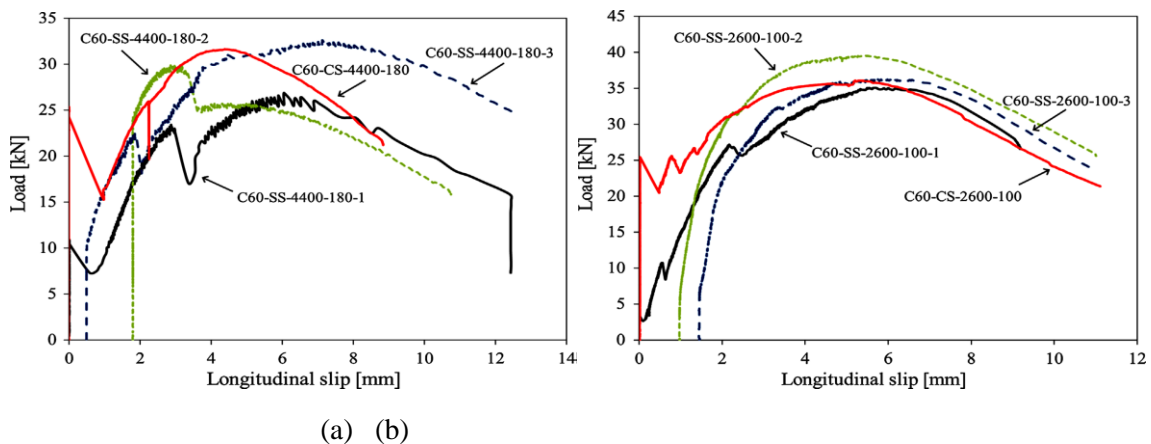 35
30
25
20
15
10
5
0
Load [kN]
C60-SS-4400-180-2
C60-SS-4400-180-3
C60-CS-4400-180
C60-SS-4400-180-1
0 2 4 6 8 10 12 14
Longitudinal slip [mm]
45
40
35
30
25
20
15
10
5
0
Load [kN]
C60-SS-2600-100-2
C60-SS-2600-100-3
C60-SS-2600-100-1
C60-CS-2600-100
0 2 4 6 8 10 12
Longitudinal slip [mm]
(a) (b)